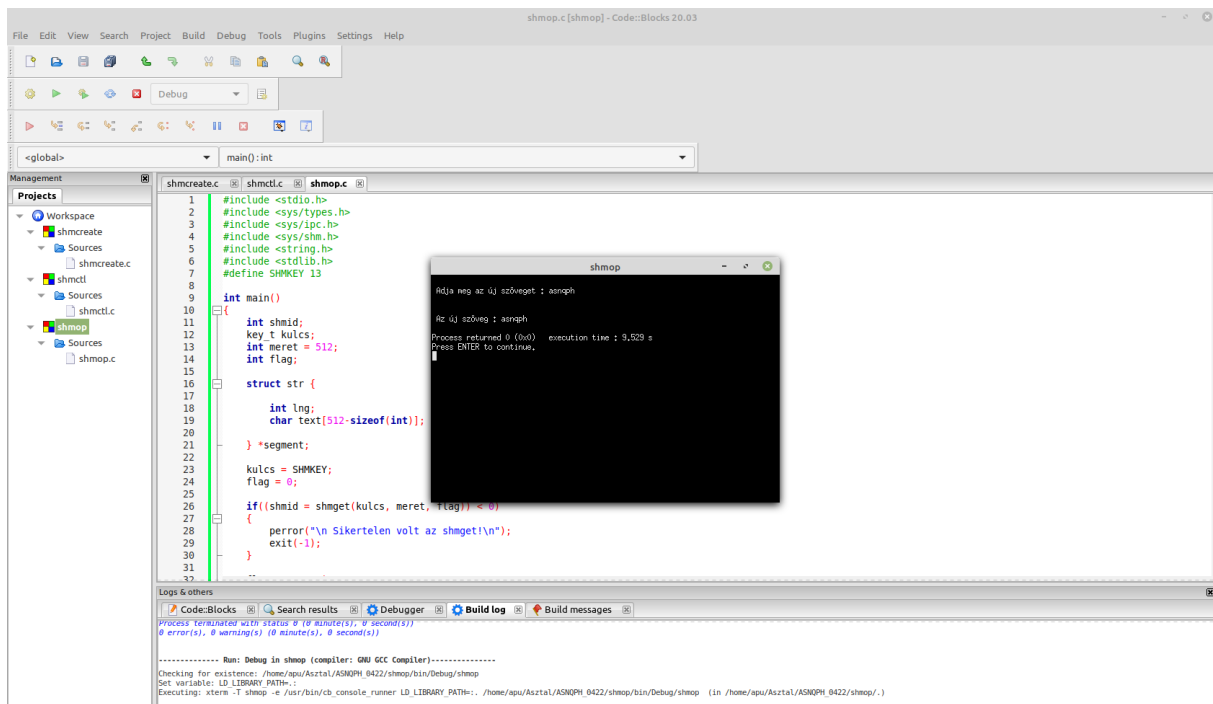 shmop.c [shmop] - Code::Blocks 20.03
File Edit View Search Project Build Debug Tools Plugins Settings Help
Debug
<global>
main() : int
Management
Projects
Workspace
shmcreate
Sources
shmcreate.c
shmctl
Sources
shmctl.c
shmop
Sources
shmop.c
shmcreate.c shmctl.c shmop.c
1 #include <stdio.h>
2 #include <sys/types.h>
3 #include <sys/ipc.h>
4 #include <sys/shm.h>
5 #include <string.h>
6 #include <stdlib.h>
7 #define SHMKEY 13
8
9 int main()
10 {
11 int shmid;
12 key_t kulcs;
13 int meret = 512;
14 int flag;
15
16 struct str {
17
18 int lng;
19 char text[512-sizeof(int)];
20
21 } *segment;
22
23 kulcs = SHMKEY;
24 flag = 0;
25
26 if((shmid = shmget(kulcs, meret, flag)) < 0)
27 {
28 perror("\n Sikertelen volt az shmget!\n");
29 exit(-1);
30 }
31
32
shmop
Adja meg az új szöveget : asnqph
Az új szöveg : asnqph
Process returned 0 (0x0) execution time : 9.529 s
Press ENTER to continue.
Logs & others
Code::Blocks Search results Debugger Build log Build messages
Process terminated with status 0 (0 minute(s), 0 second(s))
0 error(s), 0 warning(s) (0 minute(s), 0 second(s))
-------------- Run: Debug in shmop (compiler: GNU GCC Compiler)---------------
Checking for existence: /home/apu/Asztal/ASNQPH_0422/shmop/bin/Debug/shmop
Set variable: LD_LIBRARY_PATH=.:
Executing: xterm -T shmop -e /usr/bin/cb_console_runner LD_LIBRARY_PATH=:. /home/apu/Asztal/ASNQPH_0422/shmop/bin/Debug/shmop (in /home/apu/Asztal/ASNQPH_0422/shmop/.)